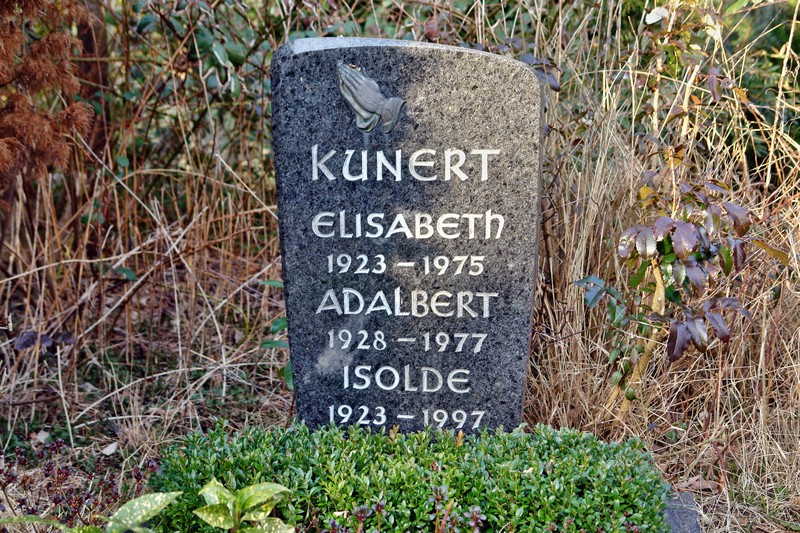 KUNERT
ELISABETH
1923 – 1975
ADALBERT
1928 – 1977
ISOLDE
1923 – 1997